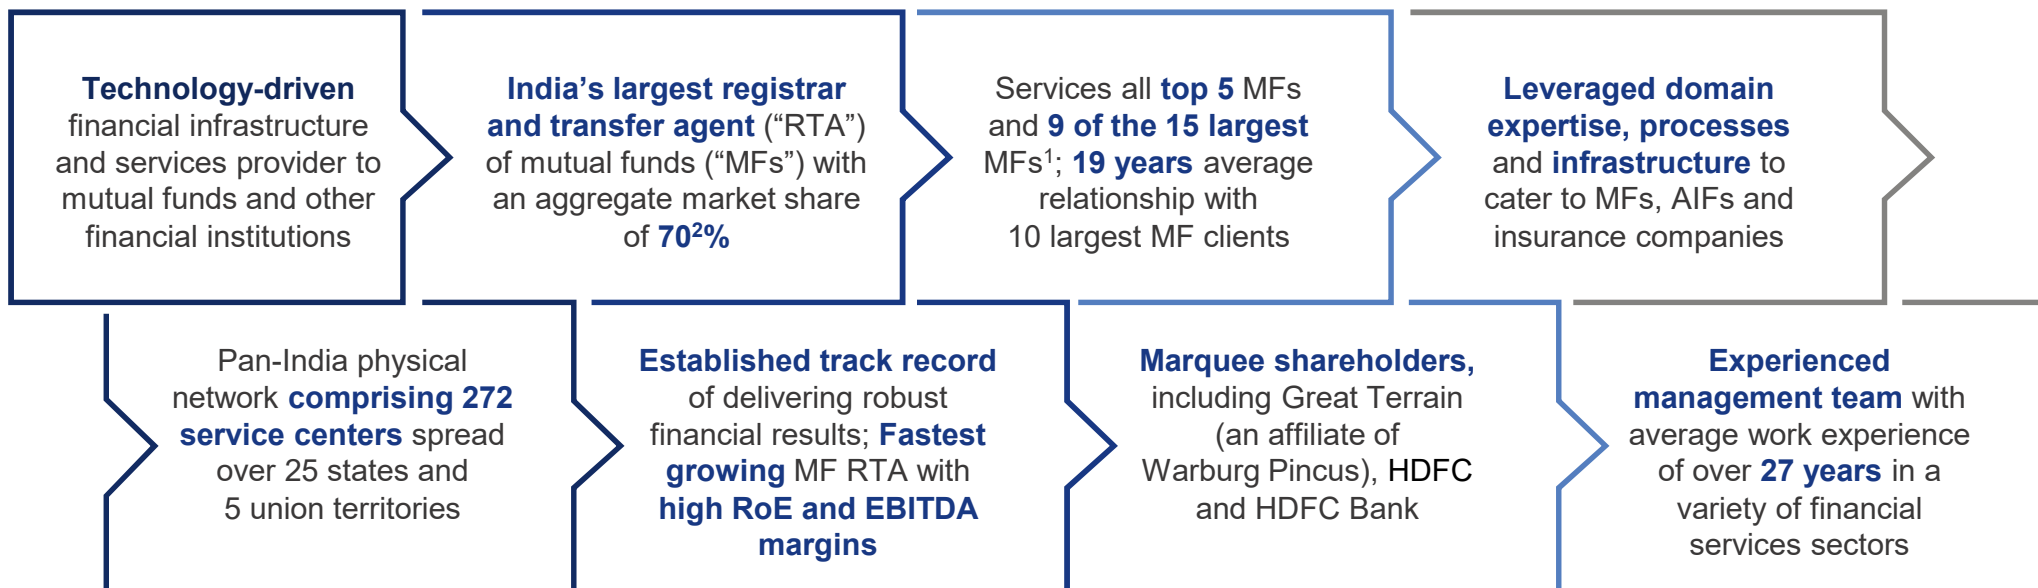 Technology-driven
financial infrastructure
and services provider to
mutual funds and other
financial institutions
India’s largest registrar
and transfer agent (“RTA”)
of mutual funds (“MFs”) with
an aggregate market share
of 70²%
Services all top 5 MFs
and 9 of the 15 largest
MFs¹; 19 years average
relationship with
10 largest MF clients
Leveraged domain
expertise, processes
and infrastructure to
cater to MFs, AIFs and
insurance companies
Pan-India physical
network comprising 272
service centers spread
over 25 states and
5 union territories
Established track record
of delivering robust
financial results; Fastest
growing MF RTA with
high RoE and EBITDA
margins
Marquee shareholders,
including Great Terrain
(an affiliate of
Warburg Pincus), HDFC
and HDFC Bank
Experienced
management team with
average work experience
of over 27 years in a
variety of financial
services sectors